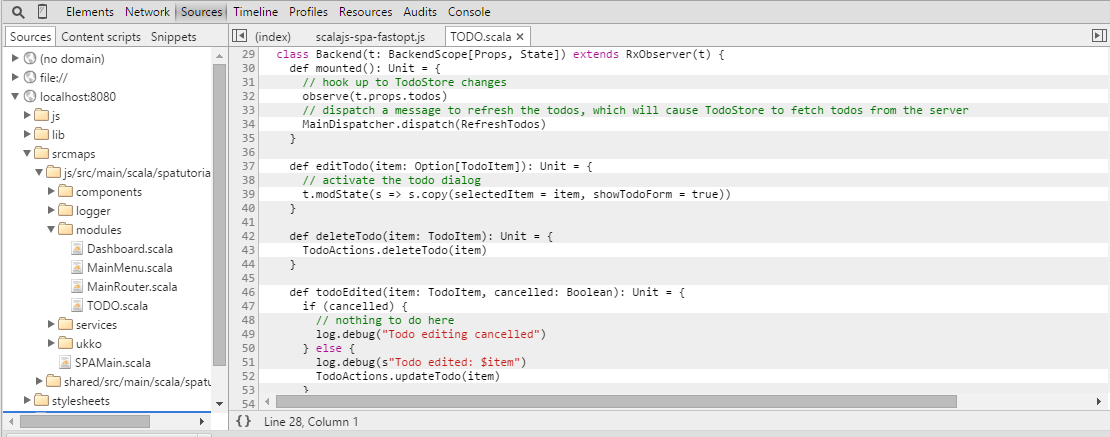 Elements Network Sources Timeline Profiles Resources Audits Console
Sources Content scripts Snippets
(index) scalajs-spa-fastopt.js TODO.scala ×
(no domain)
file://
localhost:8080
js
lib
srcmaps
js/src/main/scala/spatutoria
components
logger
modules
Dashboard.scala
MainMenu.scala
MainRouter.scala
TODO.scala
services
ukko
SPAMain.scala
shared/src/main/scala/spatu
stylesheets
29 class Backend(t: BackendScope[Props, State]) extends RxObserver(t) {
30 def mounted(): Unit = {
31 // hook up to TodoStore changes
32 observe(t.props.todos)
33 // dispatch a message to refresh the todos, which will cause TodoStore to fetch todos from the server
34 MainDispatcher.dispatch(RefreshTodos)
35 }
36
37 def editTodo(item: Option[TodoItem]): Unit = {
38 // activate the todo dialog
39 t.modState(s => s.copy(selectedItem = item, showTodoForm = true))
40 }
41
42 def deleteTodo(item: TodoItem): Unit = {
43 TodoActions.deleteTodo(item)
44 }
45
46 def todoEdited(item: TodoItem, cancelled: Boolean): Unit = {
47 if (cancelled) {
48 // nothing to do here
49 log.debug("Todo editing cancelled")
50 } else {
51 log.debug(s"Todo edited: $item")
52 TodoActions.updateTodo(item)
53 }
54
{} Line 28, Column 1